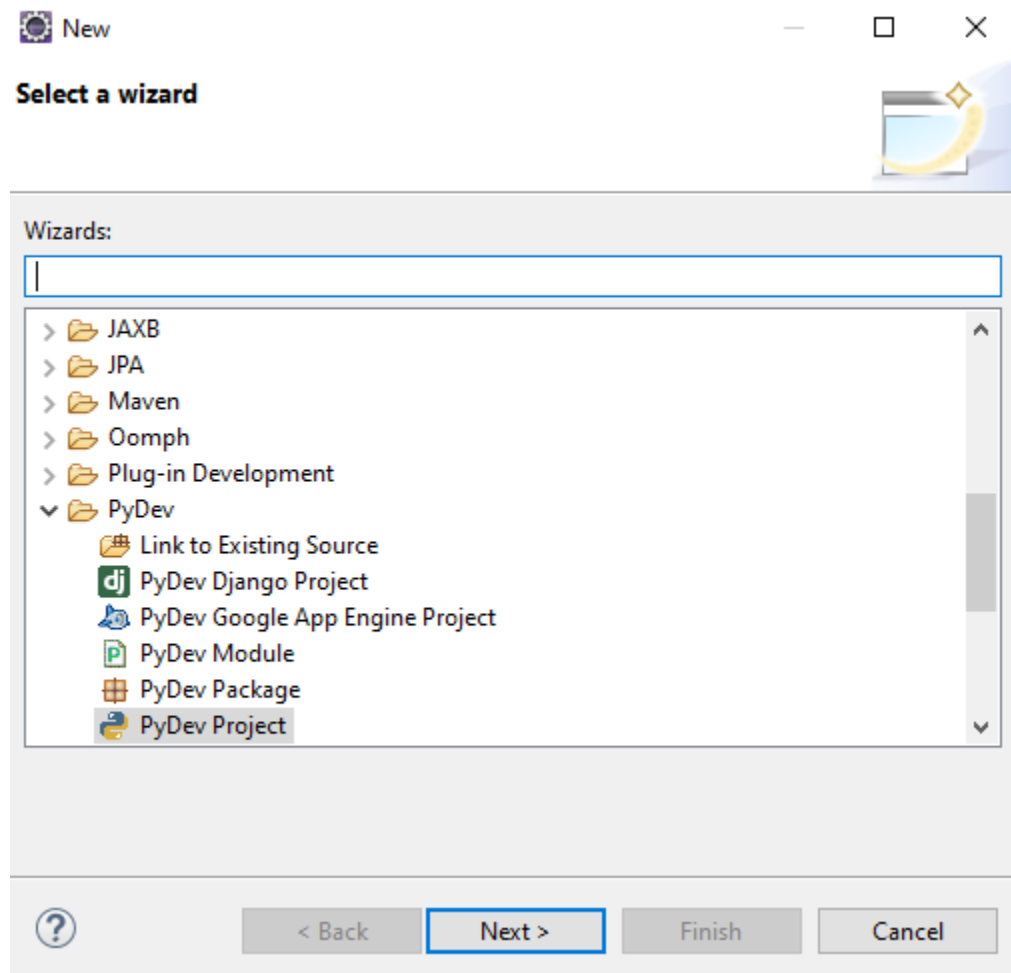 New
Select a wizard
Wizards:
JAXB
JPA
Maven
Oomph
Plug-in Development
PyDev
Link to Existing Source
dj PyDev Django Project
PyDev Google App Engine Project
P PyDev Module
PyDev Package
PyDev Project
? < Back Next > Finish Cancel